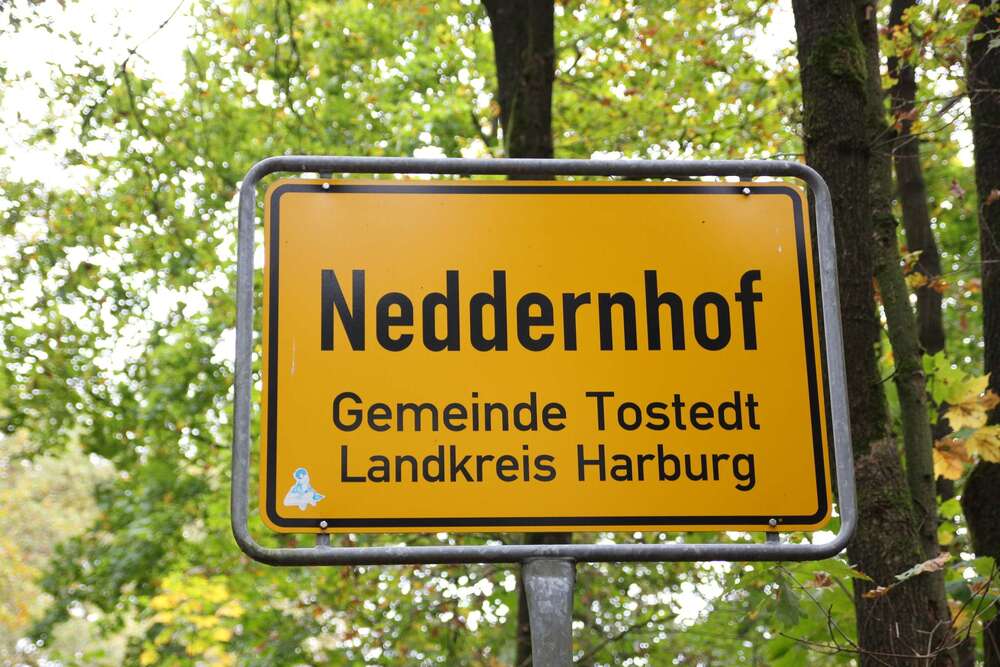 Neddernhof
Gemeinde Tostedt
Landkreis Harburg